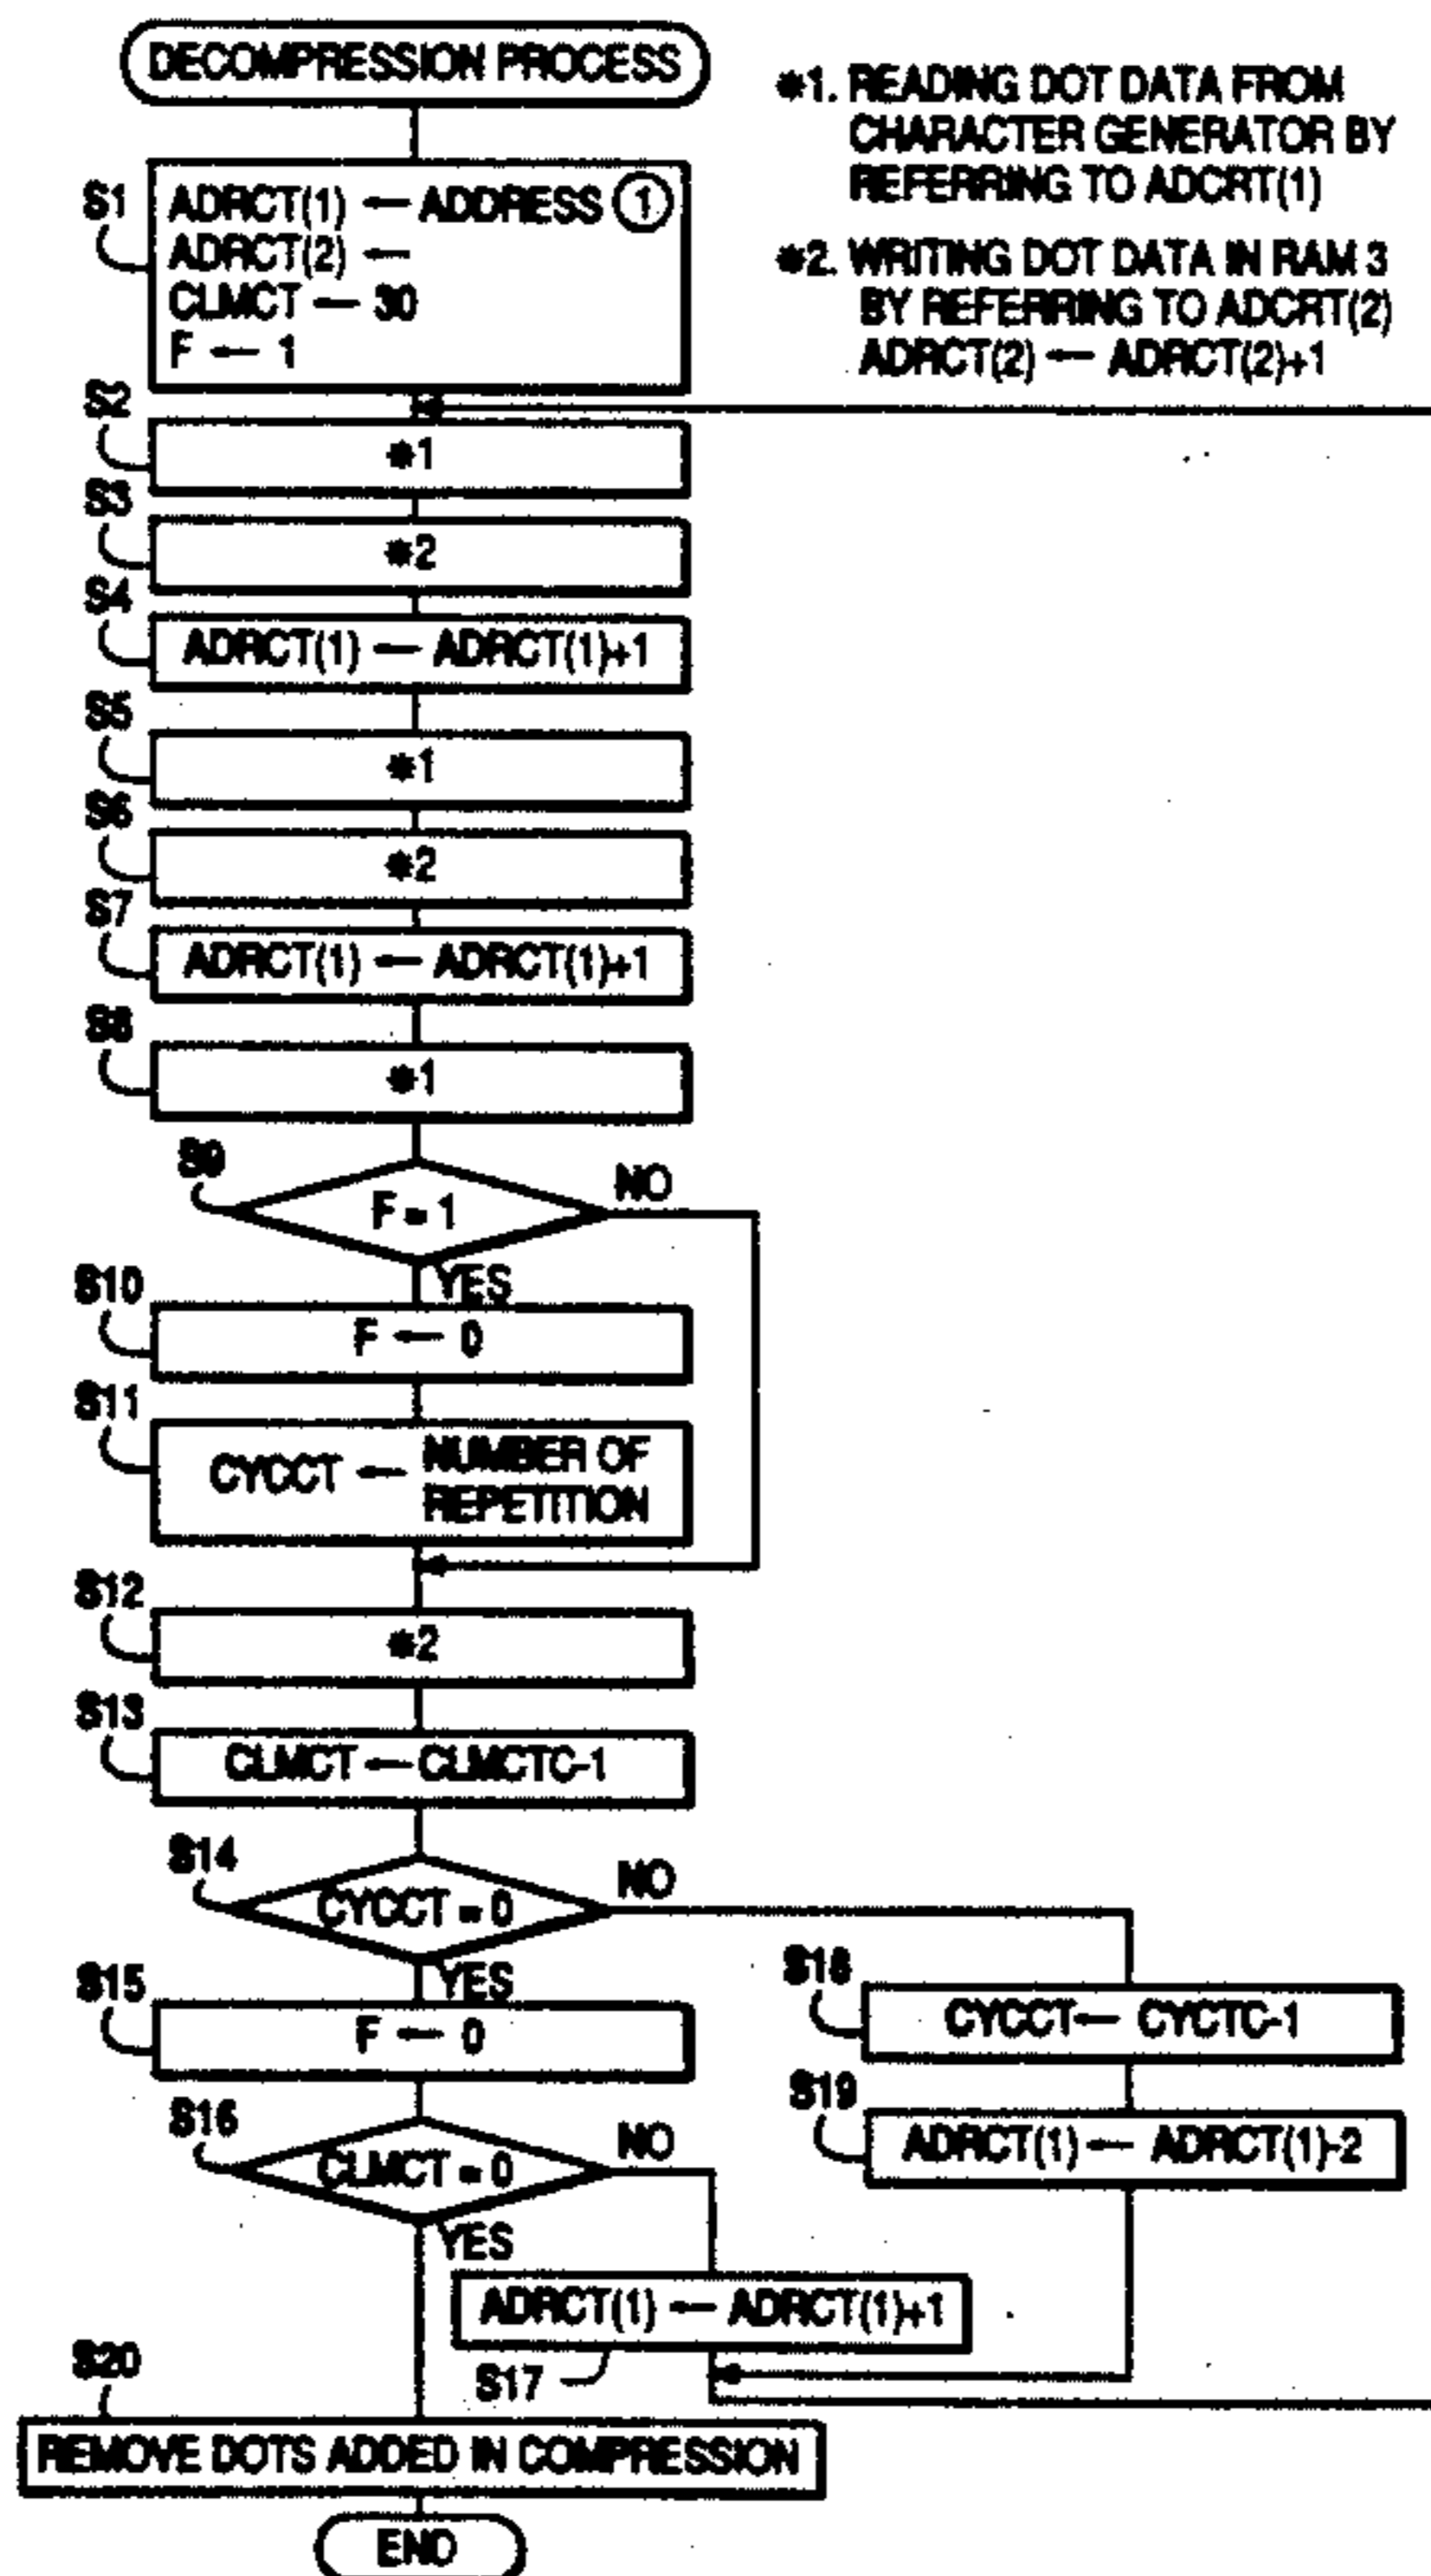 DECOMPRESSION PROCESS
*1. READING DOT DATA FROM
CHARACTER GENERATOR BY
REFERRING TO ADCRT(1)
*2. WRITING DOT DATA IN RAM 3
BY REFERRING TO ADCRT(2)
ADRCT(2) ← ADRCT(2)+1
S1
ADRCT(1) ← ADDRESS ①
ADRCT(2) ←
CLMCT ← 30
F ← 1
S2
*1
S3
*2
S4
ADRCT(1) ← ADRCT(1)+1
S5
*1
S6
*2
S7
ADRCT(1) ← ADRCT(1)+1
S8
*1
S9
F = 1
NO
YES
S10
F ← 0
S11
CYCCT ← NUMBER OF
REPETITION
S12
*2
S13
CLMCT ← CLMCTC-1
S14
CYCCT = 0
NO
YES
S15
F ← 0
S18
CYCCT ← CYCTC-1
S19
ADRCT(1) ← ADRCT(1)-2
S16
CLMCT = 0
NO
YES
ADRCT(1) ← ADRCT(1)+1
S17
S20
REMOVE DOTS ADDED IN COMPRESSION
END